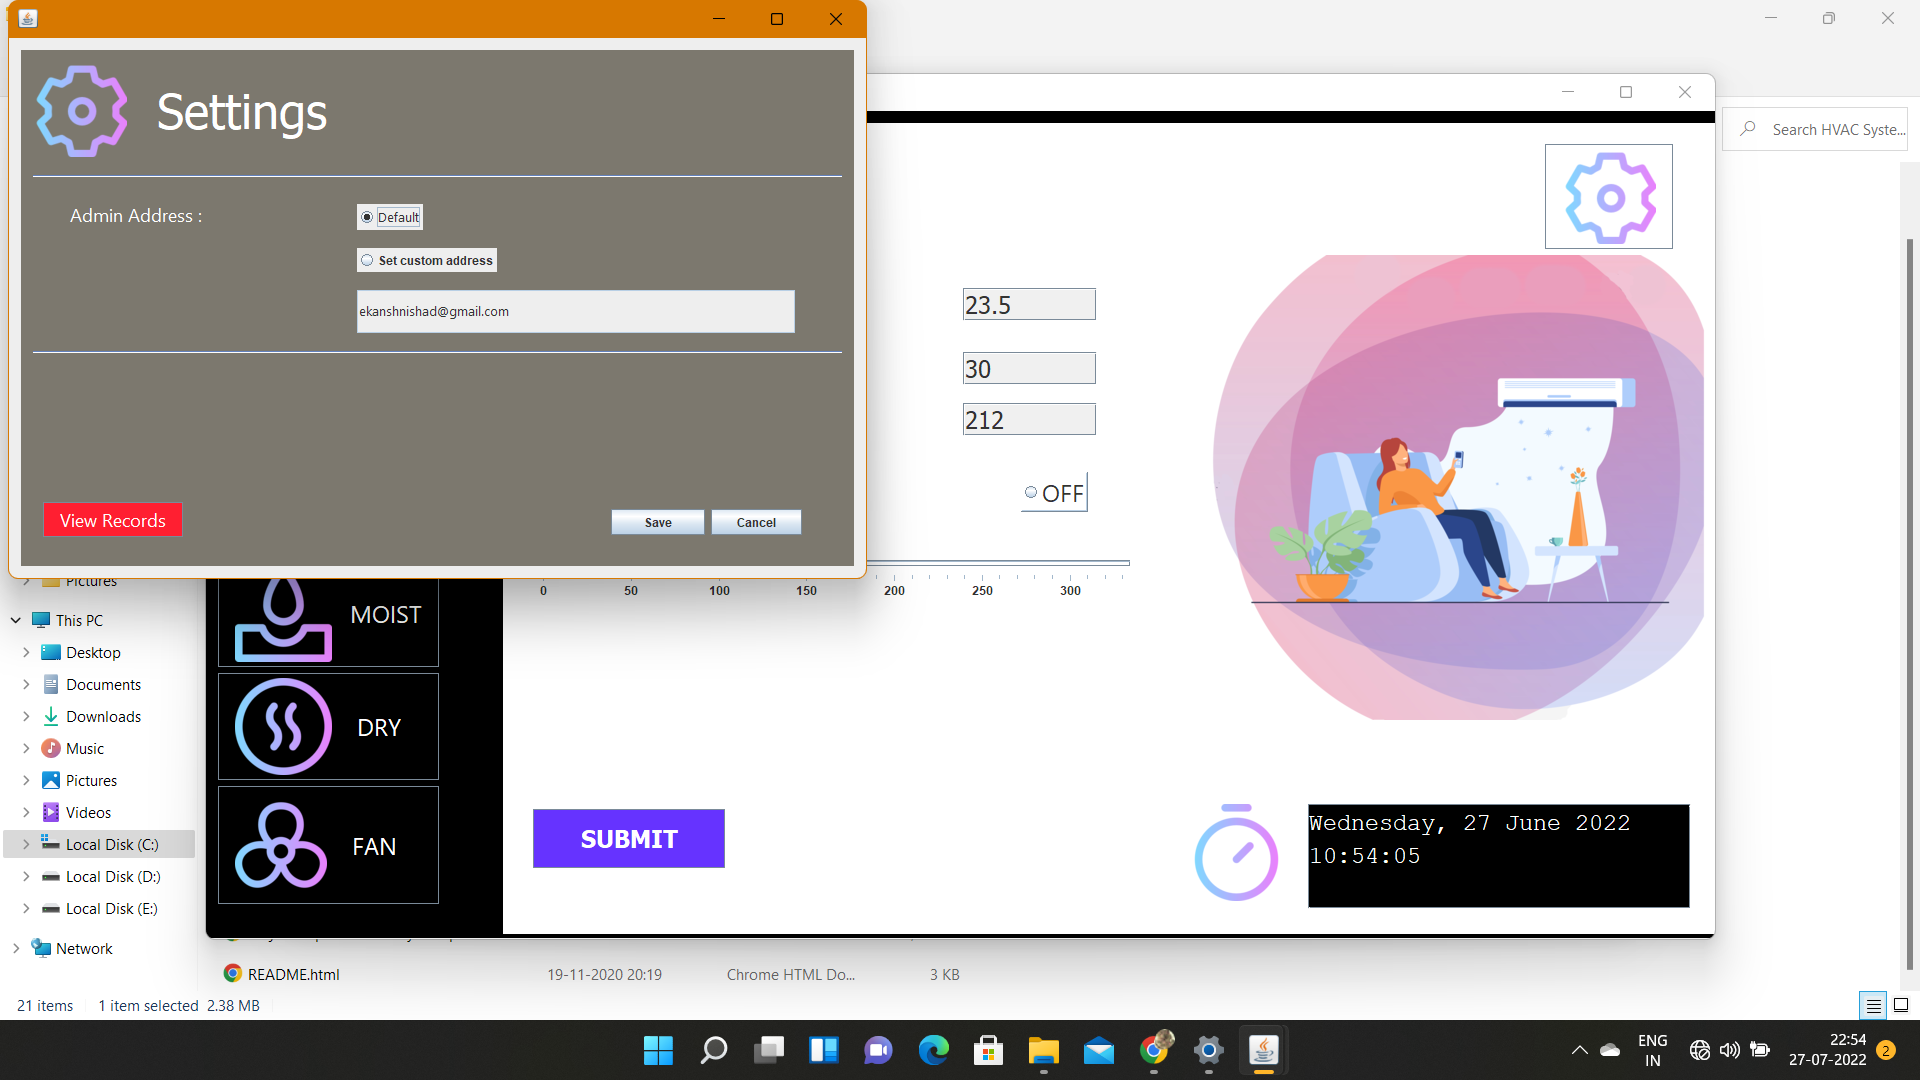 Settings
Admin Address :
Default
Set custom address
ekanshnishad@gmail.com
View Records
Save
Cancel
Search HVAC Syste...
23.5
30
212
OFF
0 50 100 150 200 250 300
Pictures
This PC
Desktop
Documents
Downloads
Music
Pictures
Videos
Local Disk (C:)
Local Disk (D:)
Local Disk (E:)
Network
MOIST
DRY
FAN
SUBMIT
Wednesday, 27 June 2022
10:54:05
README.html 19-11-2020 20:19 Chrome HTML Do... 3 KB
21 items 1 item selected 2.38 MB
ENG
IN
22:54
27-07-2022
2